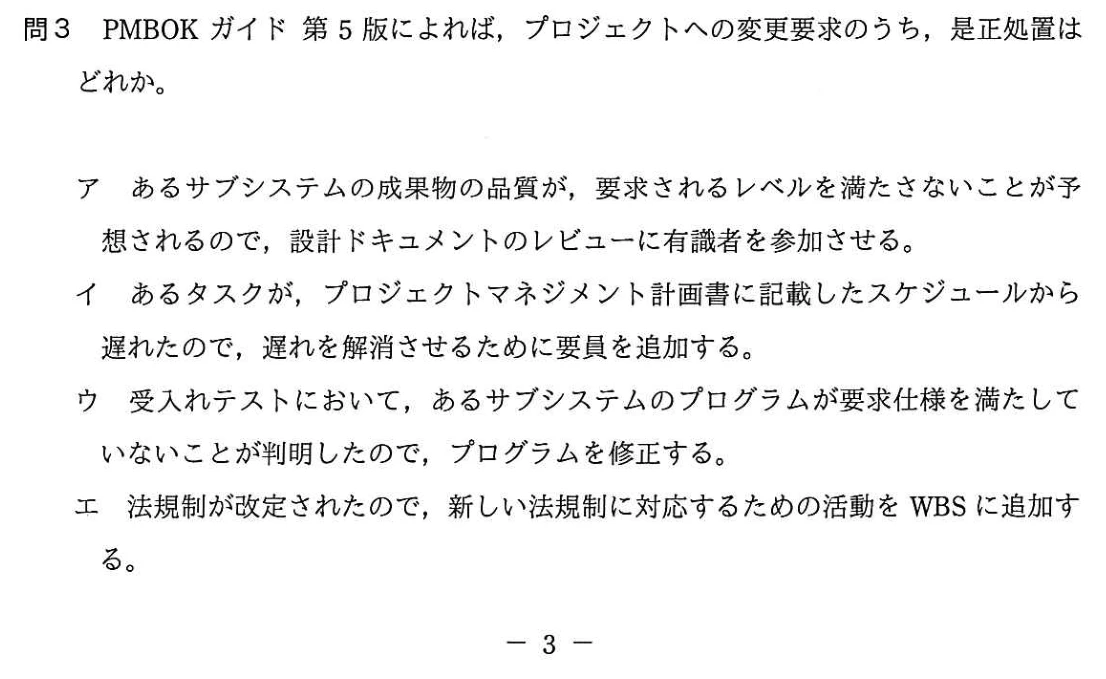 問3 PMBOK ガイド 第 5 版によれば，プロジェクトへの変更要求のうち，是正処置は
どれか。
ア あるサブシステムの成果物の品質が，要求されるレベルを満たさないことが予
想されるので，設計ドキュメントのレビューに有識者を参加させる。
イ あるタスクが，プロジェクトマネジメント計画書に記載したスケジュールから
遅れたので，遅れを解消させるために要員を追加する。
ウ 受入れテストにおいて，あるサブシステムのプログラムが要求仕様を満たして
いないことが判明したので，プログラムを修正する。
エ 法規制が改定されたので，新しい法規制に対応するための活動を WBS に追加す
る。
－ 3 －